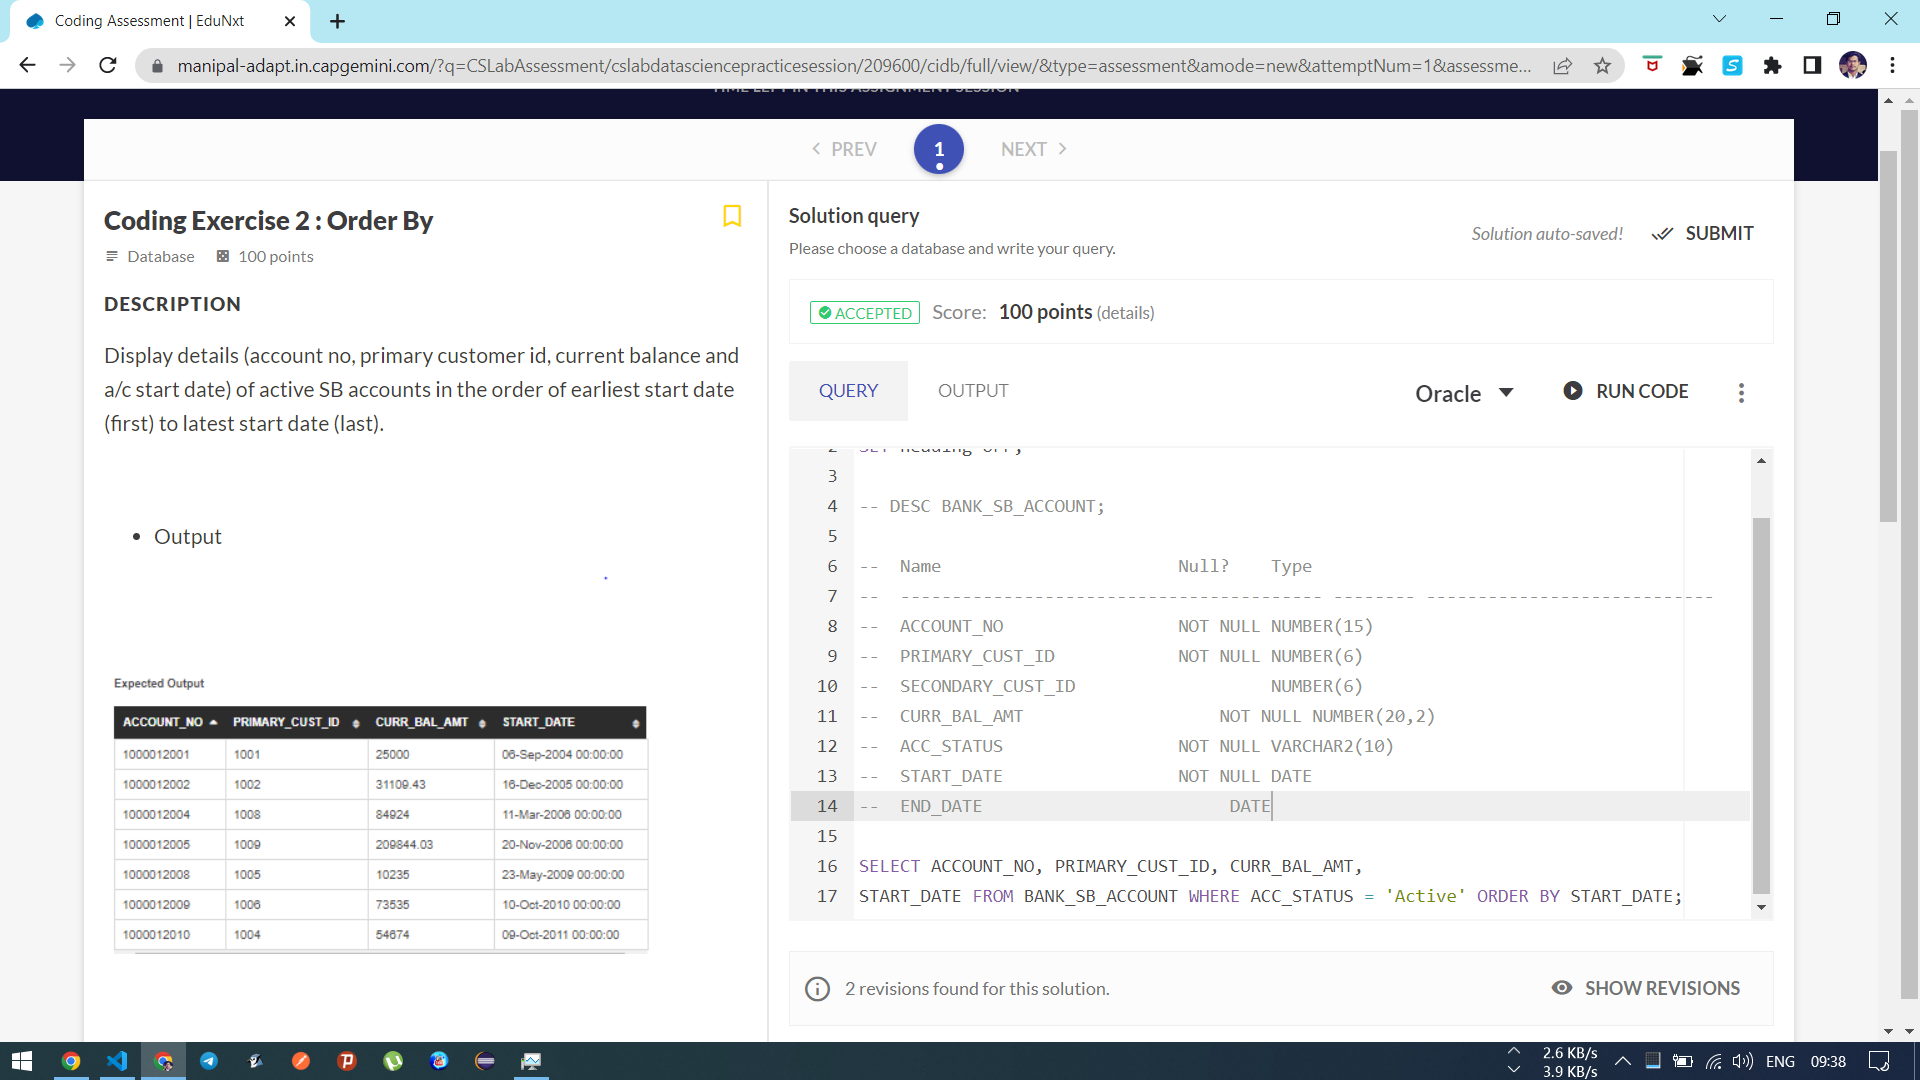 Coding Assessment | EduNxt
manipal-adapt.in.capgemini.com/?q=CSLabAssessment/cslabdatasciencepracticesession/209600/cidb/full/view/&type=assessment&amode=new&attemptNum=1&assessme...
TIME LEFT IN THIS ASSIGNMENT SESSION
PREV
1
NEXT
Coding Exercise 2 : Order By
Database
100 points
DESCRIPTION
Display details (account no, primary customer id, current balance and
a/c start date) of active SB accounts in the order of earliest start date
(first) to latest start date (last).
• Output
Expected Output
ACCOUNT_NO PRIMARY_CUST_ID CURR_BAL_AMT START_DATE
1000012001 1001 25000 06-Sep-2004 00:00:00
1000012002 1002 31109.43 16-Dec-2005 00:00:00
1000012004 1008 84924 11-Mar-2006 00:00:00
1000012005 1009 209844.03 20-Nov-2006 00:00:00
1000012008 1005 10235 23-May-2009 00:00:00
1000012009 1006 73535 10-Oct-2010 00:00:00
1000012010 1004 54674 09-Oct-2011 00:00:00
Solution query
Please choose a database and write your query.
Solution auto-saved!
SUBMIT
ACCEPTED Score: 100 points (details)
QUERY
OUTPUT
Oracle
RUN CODE
2 SET heading OFF;
3
4 -- DESC BANK_SB_ACCOUNT;
5
6 -- Name Null? Type
7 -- ----------------------------------------- -------- ----------------------------
8 -- ACCOUNT_NO NOT NULL NUMBER(15)
9 -- PRIMARY_CUST_ID NOT NULL NUMBER(6)
10 -- SECONDARY_CUST_ID NUMBER(6)
11 -- CURR_BAL_AMT NOT NULL NUMBER(20,2)
12 -- ACC_STATUS NOT NULL VARCHAR2(10)
13 -- START_DATE NOT NULL DATE
14 -- END_DATE DATE
15
16 SELECT ACCOUNT_NO, PRIMARY_CUST_ID, CURR_BAL_AMT,
17 START_DATE FROM BANK_SB_ACCOUNT WHERE ACC_STATUS = 'Active' ORDER BY START_DATE;
2 revisions found for this solution.
SHOW REVISIONS
2.6 KB/s
3.9 KB/s
ENG
09:38